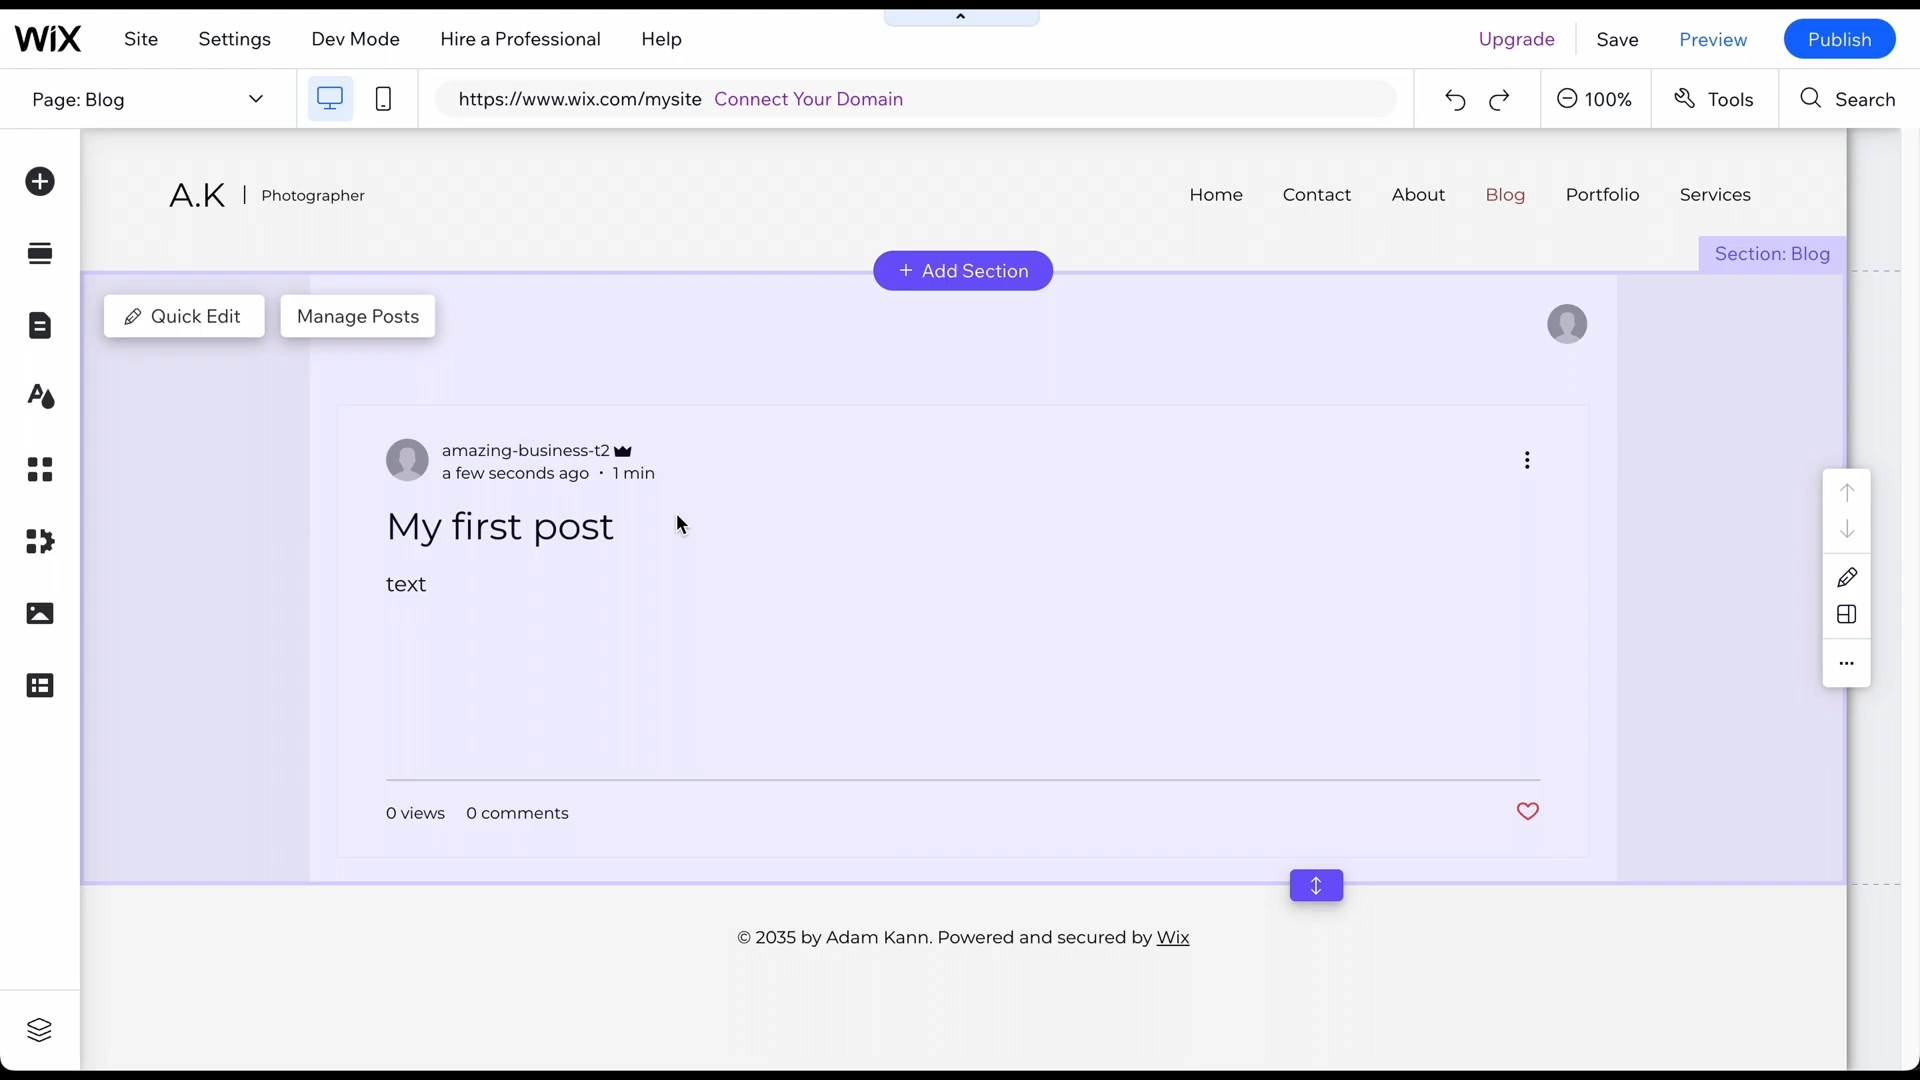 WiX Site Settings Dev Mode Hire a Professional Help Upgrade Save Preview Publish
Page: Blog https://www.wix.com/mysite Connect Your Domain 100% Tools Search
A.K | Photographer Home Contact About Blog Portfolio Services
Section: Blog
+ Add Section
Quick Edit Manage Posts
amazing-business-t2
a few seconds ago · 1 min
My first post
text
0 views 0 comments
© 2035 by Adam Kann. Powered and secured by Wix